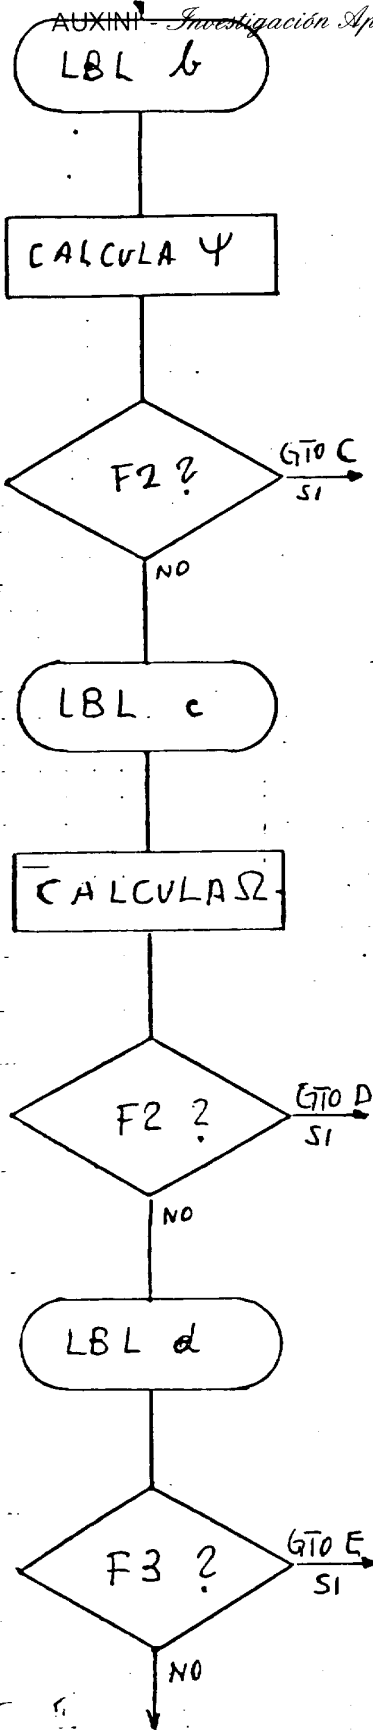 AUXINI - Investigación Ap
LBL b
CALCULA Ψ
F2 ?
GTO C
SI
NO
LBL c
CALCULA Ω
F2 ?
GTO D
SI
NO
LBL d
F3 ?
GTO E
SI
NO